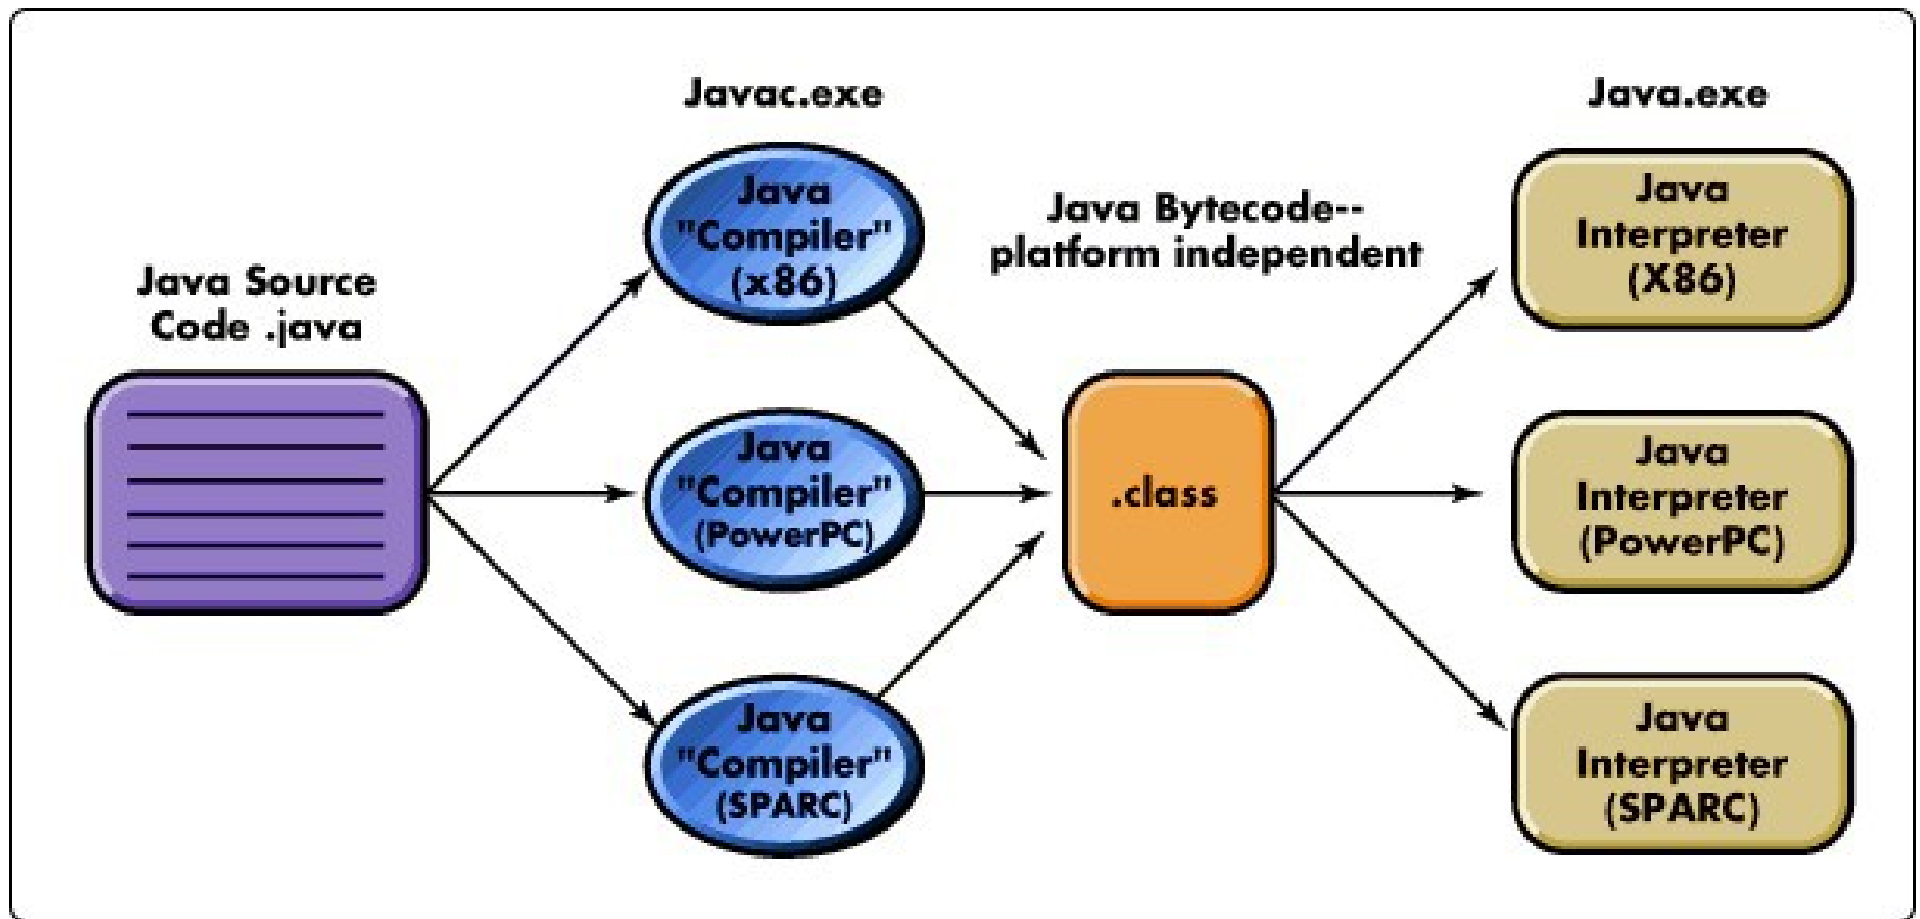 Java Source
Code .java
Javac.exe
Java
"Compiler"
(x86)
Java
"Compiler"
(PowerPC)
Java
"Compiler"
(SPARC)
Java Bytecode--
platform independent
.class
Java.exe
Java
Interpreter
(X86)
Java
Interpreter
(PowerPC)
Java
Interpreter
(SPARC)